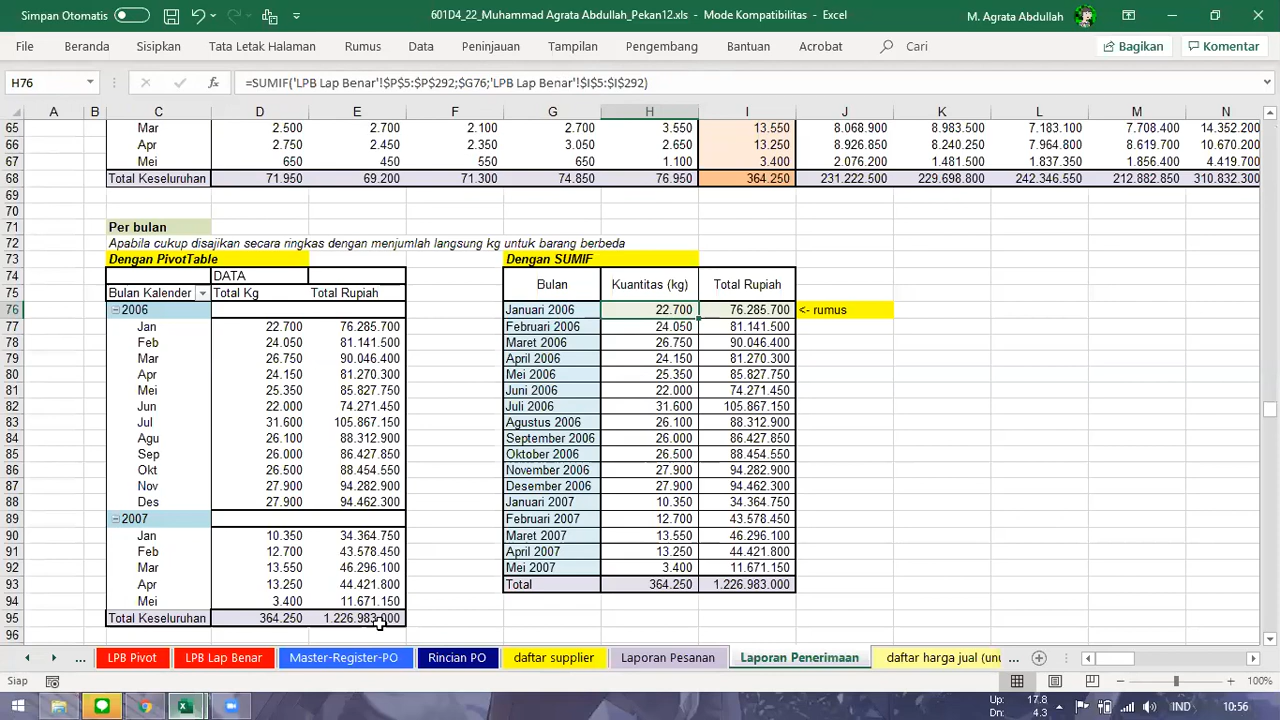 Simpan Otomatis
601D4_22_Muhammad Agrata Abdullah_Pekan12.xls - Mode Kompatibilitas - Excel
M. Agrata Abdullah
File Beranda Sisipkan Tata Letak Halaman Rumus Data Peninjauan Tampilan Pengembang Bantuan Acrobat Cari Bagikan Komentar
H76 fx =SUMIF('LPB Lap Benar'!$P$5:$P$292;$G76;'LPB Lap Benar'!$I$5:$I$292)
A B C D E F G H I J K L M N
65 Mar 2.500 2.700 2.100 2.700 3.550 13.550 8.068.900 8.983.500 7.183.100 7.708.400 14.352.200
66 Apr 2.750 2.450 2.350 3.050 2.650 13.250 8.926.850 8.240.250 7.964.800 8.619.700 10.670.200
67 Mei 650 450 550 650 1.100 3.400 2.076.200 1.481.500 1.837.350 1.856.400 4.419.700
68 Total Keseluruhan 71.950 69.200 71.300 74.850 76.950 364.250 231.222.500 229.698.800 242.346.550 212.882.850 310.832.300
69
70
71 Per bulan
72 Apabila cukup disajikan secara ringkas dengan menjumlah langsung kg untuk barang berbeda
73 Dengan PivotTable Dengan SUMIF
74 DATA Bulan Kuantitas (kg) Total Rupiah
75 Bulan Kalender Total Kg Total Rupiah
76 2006 Januari 2006 22.700 76.285.700 <- rumus
77 Jan 22.700 76.285.700 Februari 2006 24.050 81.141.500
78 Feb 24.050 81.141.500 Maret 2006 26.750 90.046.400
79 Mar 26.750 90.046.400 April 2006 24.150 81.270.300
80 Apr 24.150 81.270.300 Mei 2006 25.350 85.827.750
81 Mei 25.350 85.827.750 Juni 2006 22.000 74.271.450
82 Jun 22.000 74.271.450 Juli 2006 31.600 105.867.150
83 Jul 31.600 105.867.150 Agustus 2006 26.100 88.312.900
84 Agu 26.100 88.312.900 September 2006 26.000 86.427.850
85 Sep 26.000 86.427.850 Oktober 2006 26.500 88.454.550
86 Okt 26.500 88.454.550 November 2006 27.900 94.282.900
87 Nov 27.900 94.282.900 Desember 2006 27.900 94.462.300
88 Des 27.900 94.462.300 Januari 2007 10.350 34.364.750
89 2007 Februari 2007 12.700 43.578.450
90 Jan 10.350 34.364.750 Maret 2007 13.550 46.296.100
91 Feb 12.700 43.578.450 April 2007 13.250 44.421.800
92 Mar 13.550 46.296.100 Mei 2007 3.400 11.671.150
93 Apr 13.250 44.421.800 Total 364.250 1.226.983.000
94 Mei 3.400 11.671.150
95 Total Keseluruhan 364.250 1.226.983.000
96
... LPB Pivot LPB Lap Benar Master-Register-PO Rincian PO daftar supplier Laporan Pesanan Laporan Penerimaan daftar harga jual (unt ...
Siap 100%
Up: 17.8
Dn: 4.3
IND 10:56